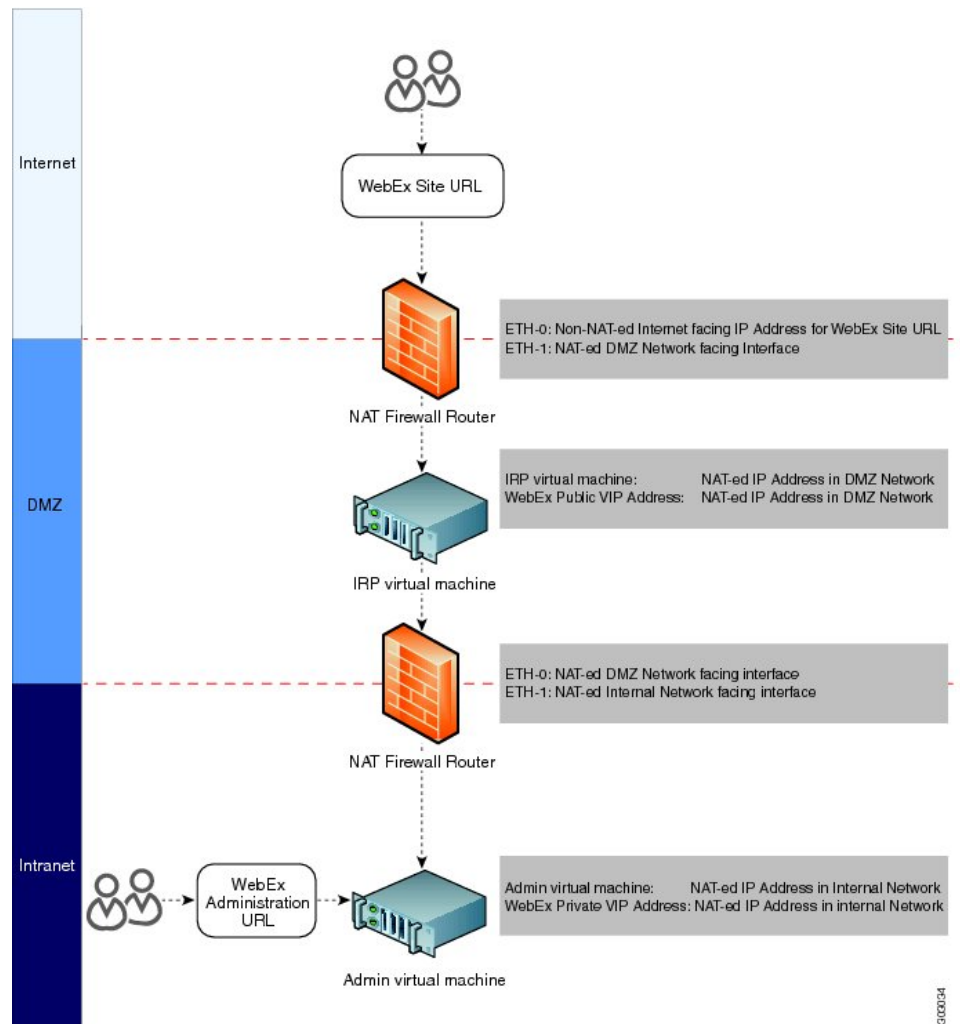 Internet
WebEx Site URL
ETH-0: Non-NAT-ed Internet facing IP Address for WebEx Site URL
ETH-1: NAT-ed DMZ Network facing Interface
NAT Firewall Router
DMZ
IRP virtual machine: NAT-ed IP Address in DMZ Network
WebEx Public VIP Address: NAT-ed IP Address in DMZ Network
IRP virtual machine
ETH-0: NAT-ed DMZ Network facing interface
ETH-1: NAT-ed Internal Network facing interface
NAT Firewall Router
Intranet
WebEx
Administration
URL
Admin virtual machine: NAT-ed IP Address in Internal Network
WebEx Private VIP Address: NAT-ed IP Address in internal Network
Admin virtual machine
303034